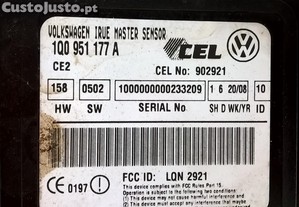 CustoJusto.pt
VOLKSWAGEN IRUE MASTER SENSOR
1Q0 951 177 A
CE2
CEL
CEL No: 902921
158 0502 1000000000233209 1 6 20/08 10
HW SW SERIAL No SH D WK/YR ID
CE 0197 !
FCC ID: LQN 2921
This device complies with FCC Rules Part 15.
Operation is subject to the following two conditions.
(1) This device may not cause harmful interference and
(2) This device must accept any interference that may be